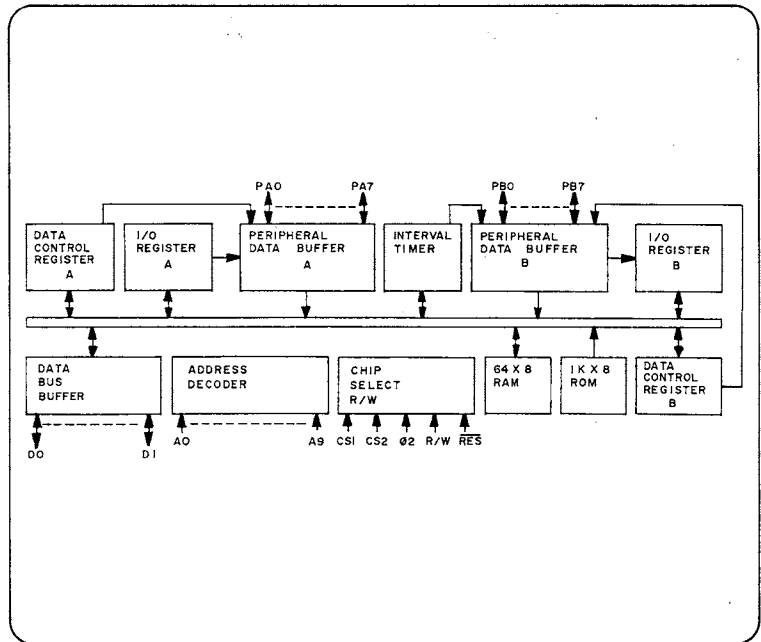 PA0 PA7 PB0 PB7
DATA
CONTROL
REGISTER
A
I/O
REGISTER
A
PERIPHERAL
DATA BUFFER
A
INTERVAL
TIMER
PERIPHERAL
DATA BUFFER
B
I/O
REGISTER
B
DATA
BUS
BUFFER
ADDRESS
DECODER
CHIP
SELECT
R/W
64 X 8
RAM
1K X 8
ROM
DATA
CONTROL
REGISTER
B
D0 D1
A0 A9
CS1 CS2 Ø2 R/W RES